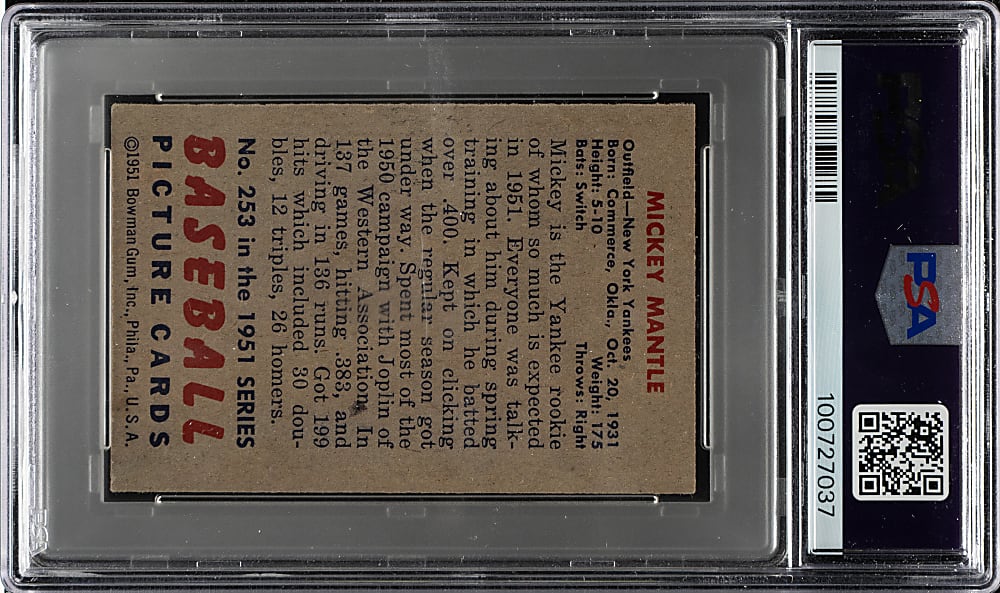 MICKEY MANTLE
Outfield—New York Yankees
Born: Commerce, Okla., Oct. 20, 1931
Height: 5-10 Weight: 175
Bats: Switch Throws: Right
Mickey is the Yankee rookie
of whom so much is expected
in 1951. Everyone was talk-
ing about him during spring
training in which he batted
over .400. Kept on clicking
when the regular season got
under way. Spent most of the
1950 campaign with Joplin of
the Western Association. In
137 games, hitting .383, and
driving in 136 runs. Got 199
hits which included 30 dou-
bles, 12 triples, 26 homers.
No. 253 in the 1951 SERIES
BASEBALL
PICTURE CARDS
©1951 Bowman Gum, Inc., Phila., Pa., U.S.A.
PSA
100727037